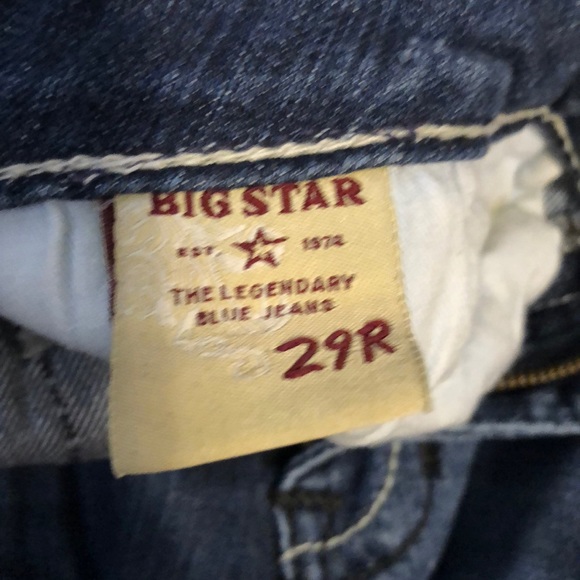 BIG STAR
EST. 1974
THE LEGENDARY
BLUE JEANS
29R